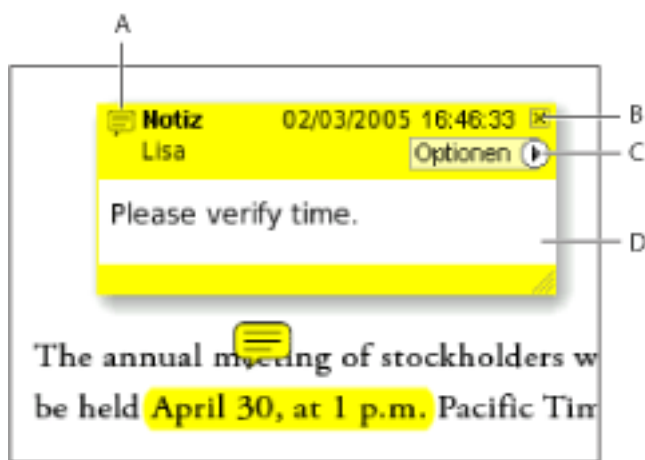 A
Notiz 02/03/2005 16:46:33 B
Lisa Optionen C
Please verify time.
D
The annual meeting of stockholders w
be held April 30, at 1 p.m. Pacific Tim